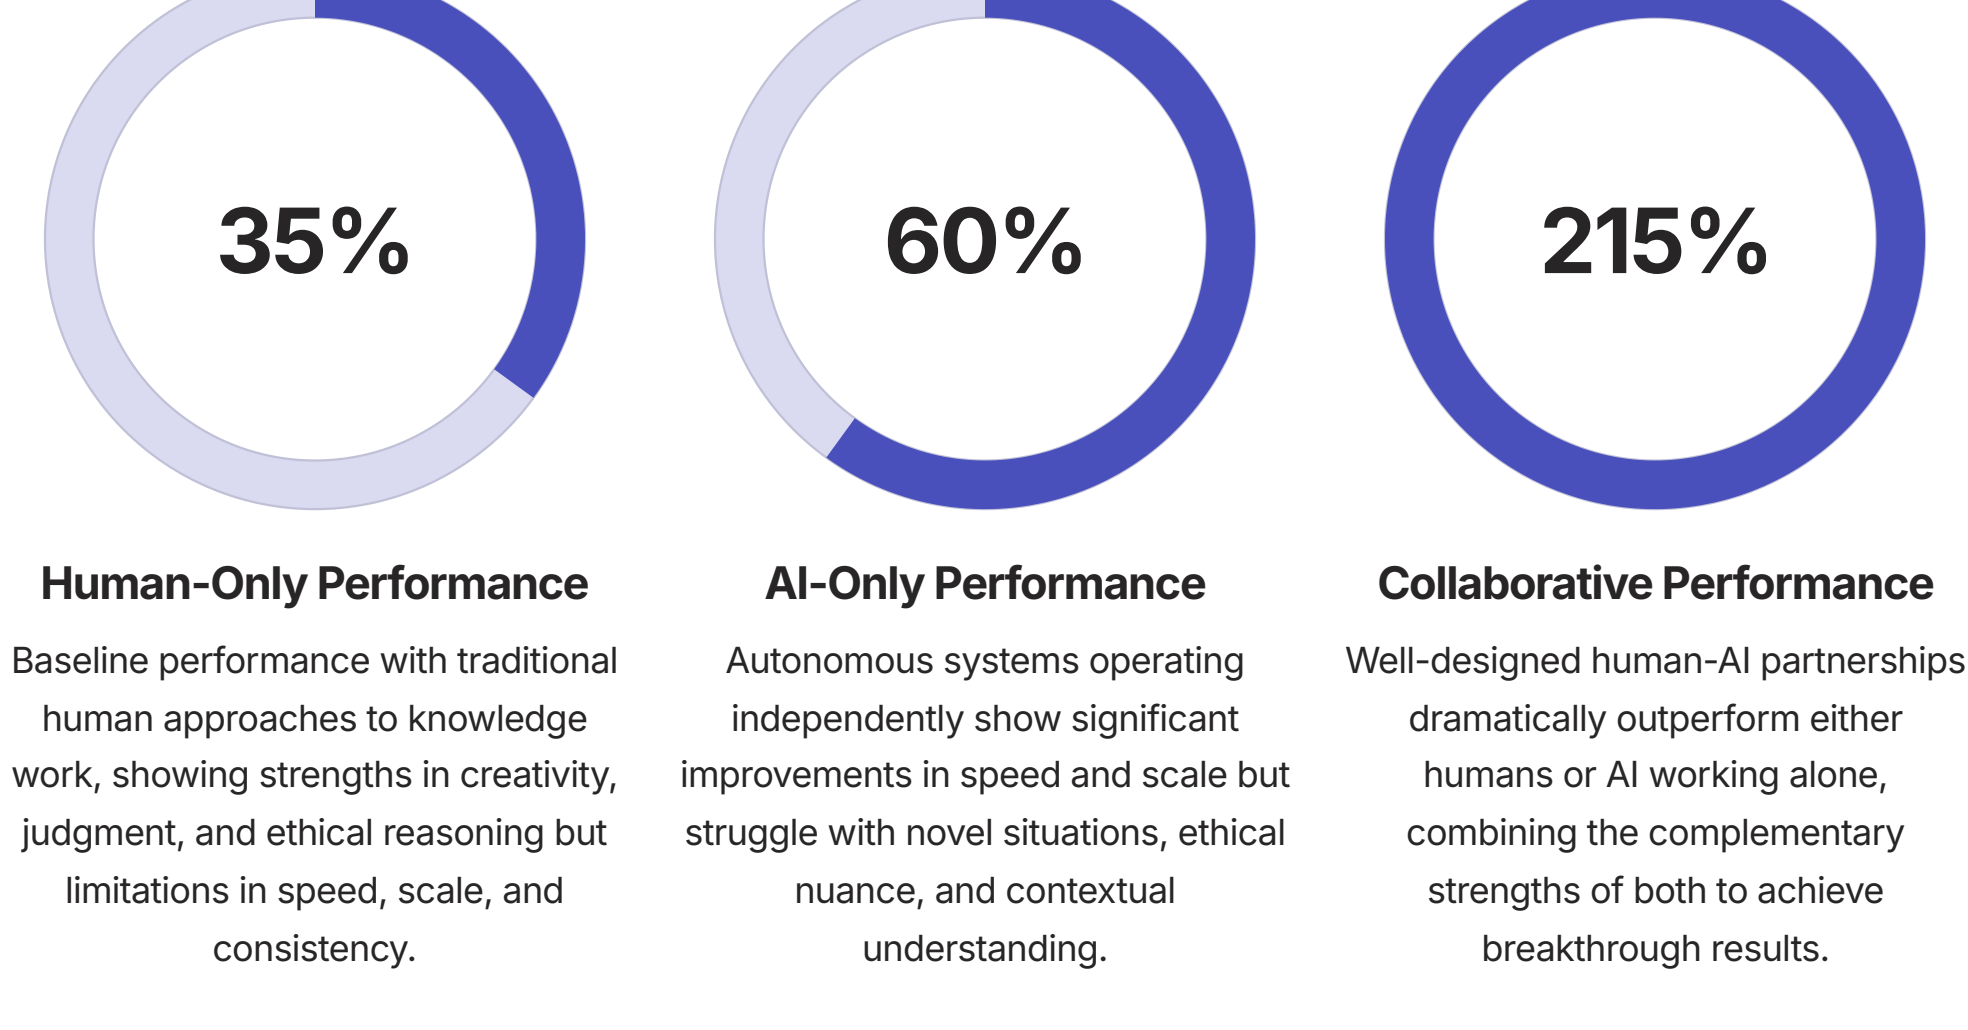 35%
Human-Only Performance
Baseline performance with traditional
human approaches to knowledge
work, showing strengths in creativity,
judgment, and ethical reasoning but
limitations in speed, scale, and
consistency.
60%
AI-Only Performance
Autonomous systems operating
independently show significant
improvements in speed and scale but
struggle with novel situations, ethical
nuance, and contextual
understanding.
215%
Collaborative Performance
Well-designed human-AI partnerships
dramatically outperform either
humans or AI working alone,
combining the complementary
strengths of both to achieve
breakthrough results.